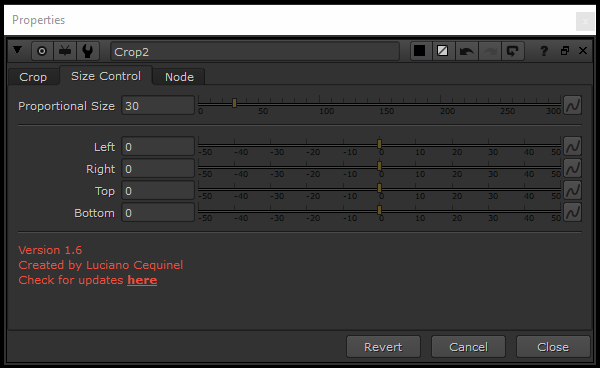 Properties
x
Crop2
?
Crop Size Control Node
Proportional Size 30
0 50 100 150 200 250 300
Left 0
-50 -40 -30 -20 -10 0 10 20 30 40 50
Right 0
-50 -40 -30 -20 -10 0 10 20 30 40 50
Top 0
-50 -40 -30 -20 -10 0 10 20 30 40 50
Bottom 0
-50 -40 -30 -20 -10 0 10 20 30 40 50
Version 1.6
Created by Luciano Cequinel
Check for updates here
Revert Cancel Close